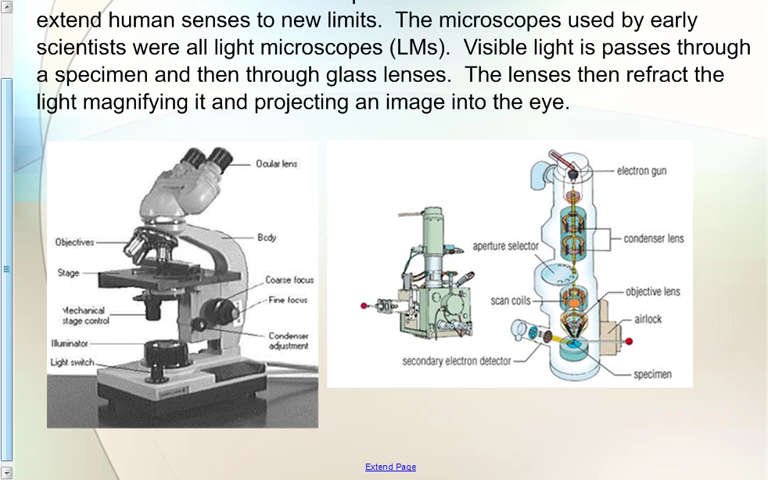 extend human senses to new limits.  The microscopes used by early
scientists were all light microscopes (LMs).  Visible light is passes through
a specimen and then through glass lenses.  The lenses then refract the
light magnifying it and projecting an image into the eye.
Ocular lens
Objectives
Body
Stage
Coarse focus
Fine focus
Mechanical
stage control
Illuminator
Condenser
adjustment
Light switch
electron gun
condenser lens
aperture selector
objective lens
scan coils
airlock
secondary electron detector
specimen
Extend Page